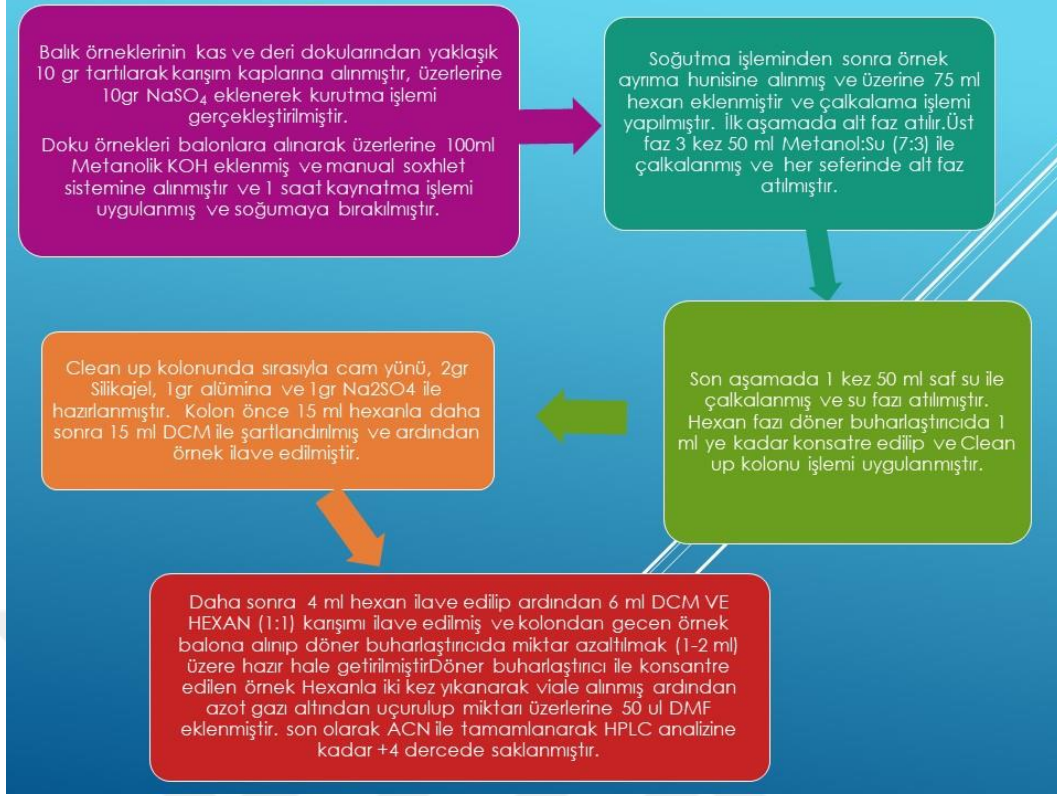 Balık örneklerinin kas ve deri dokularından yaklaşık
10 gr tartılarak karışım kaplarına alınmıştır, üzerlerine
10gr NaSO₄ eklenerek kurutma işlemi
gerçekleştirilmiştir.
Doku örnekleri balonlara alınarak üzerlerine 100ml
Metanolik KOH eklenmiş ve manual soxhlet
sistemine alınmıştır ve 1 saat kaynatma işlemi
uygulanmış ve soğumaya bırakılmıştır.
Soğutma işleminden sonra örnek
ayrıma hunisine alınmış ve üzerine 75 ml
hexan eklenmiştir ve çalkalama işlemi
yapılmıştır. İlk aşamada alt faz atılır.Üst
faz 3 kez 50 ml Metanol:Su (7:3) ile
çalkalanmış ve her seferinde alt faz
atılmıştır.
Son aşamada 1 kez 50 ml saf su ile
çalkalanmış ve su fazı atılımıştır.
Hexan fazı döner buharlaştırıcıda 1
ml ye kadar konsatre edilip ve Clean
up kolonu işlemi uygulanmıştır.
Clean up kolonunda sırasıyla cam yünü, 2gr
Silikajel, 1gr alümina ve 1gr Na2SO4 ile
hazırlanmıştır. Kolon önce 15 ml hexanla daha
sonra 15 ml DCM ile şartlandırılmış ve ardından
örnek ilave edilmiştir.
Daha sonra 4 ml hexan ilave edilip ardından 6 ml DCM VE
HEXAN (1:1) karışımı ilave edilmiş ve kolondan gecen örnek
balona alınıp döner buharlaştırıcıda miktar azaltılmak (1-2 ml)
üzere hazır hale getirilmiştirDöner buharlaştırıcı ile konsantre
edilen örnek Hexanla iki kez yıkanarak viale alınmış ardından
azot gazı altından uçurulup miktarı üzerlerine 50 ul DMF
eklenmiştir. son olarak ACN ile tamamlanarak HPLC analizine
kadar +4 dercede saklanmıştır.